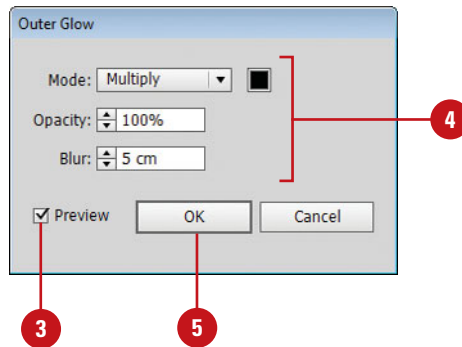 Outer Glow
Mode: Multiply
Opacity: 100%
Blur: 5 cm
4
Preview OK Cancel
3 5